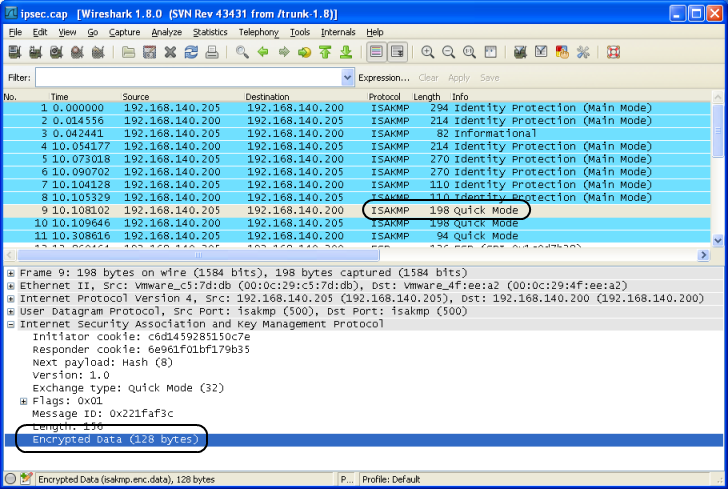 ipsec.cap [Wireshark 1.8.0 (SVN Rev 43431 from /trunk-1.8)]
File Edit View Go Capture Analyze Statistics Telephony Tools Internals Help
Filter: Expression... Clear Apply Save
No. Time Source Destination Protocol Length Info
1 0.000000 192.168.140.205 192.168.140.200 ISAKMP 294 Identity Protection (Main Mode)
2 0.014556 192.168.140.200 192.168.140.205 ISAKMP 214 Identity Protection (Main Mode)
3 0.042441 192.168.140.205 192.168.140.200 ISAKMP 82 Informational
4 10.054177 192.168.140.205 192.168.140.200 ISAKMP 214 Identity Protection (Main Mode)
5 10.073018 192.168.140.205 192.168.140.200 ISAKMP 270 Identity Protection (Main Mode)
6 10.090702 192.168.140.205 192.168.140.200 ISAKMP 270 Identity Protection (Main Mode)
7 10.104128 192.168.140.205 192.168.140.200 ISAKMP 110 Identity Protection (Main Mode)
8 10.105329 192.168.140.205 192.168.140.200 ISAKMP 110 Identity Protection (Main Mode)
9 10.108102 192.168.140.205 192.168.140.200 ISAKMP 198 Quick Mode
10 10.109646 192.168.140.205 192.168.140.200 ISAKMP 198 Quick Mode
11 10.308616 192.168.140.205 192.168.140.200 ISAKMP 94 Quick Mode
Frame 9: 198 bytes on wire (1584 bits), 198 bytes captured (1584 bits)
Ethernet II, Src: Vmware_c5:7d:db (00:0c:29:c5:7d:db), Dst: Vmware_4f:ee:a2 (00:0c:29:4f:ee:a2)
Internet Protocol Version 4, Src: 192.168.140.205 (192.168.140.205), Dst: 192.168.140.200 (192.168.140.200)
User Datagram Protocol, Src Port: isakmp (500), Dst Port: isakmp (500)
Internet Security Association and Key Management Protocol
Initiator cookie: c6d1459285150c7e
Responder cookie: 6e961f01bf179b35
Next payload: Hash (8)
Version: 1.0
Exchange type: Quick Mode (32)
Flags: 0x01
Message ID: 0x221faf3c
Length: 156
Encrypted Data (128 bytes)
Encrypted Data (isakmp.enc.data), 128 bytes P... Profile: Default